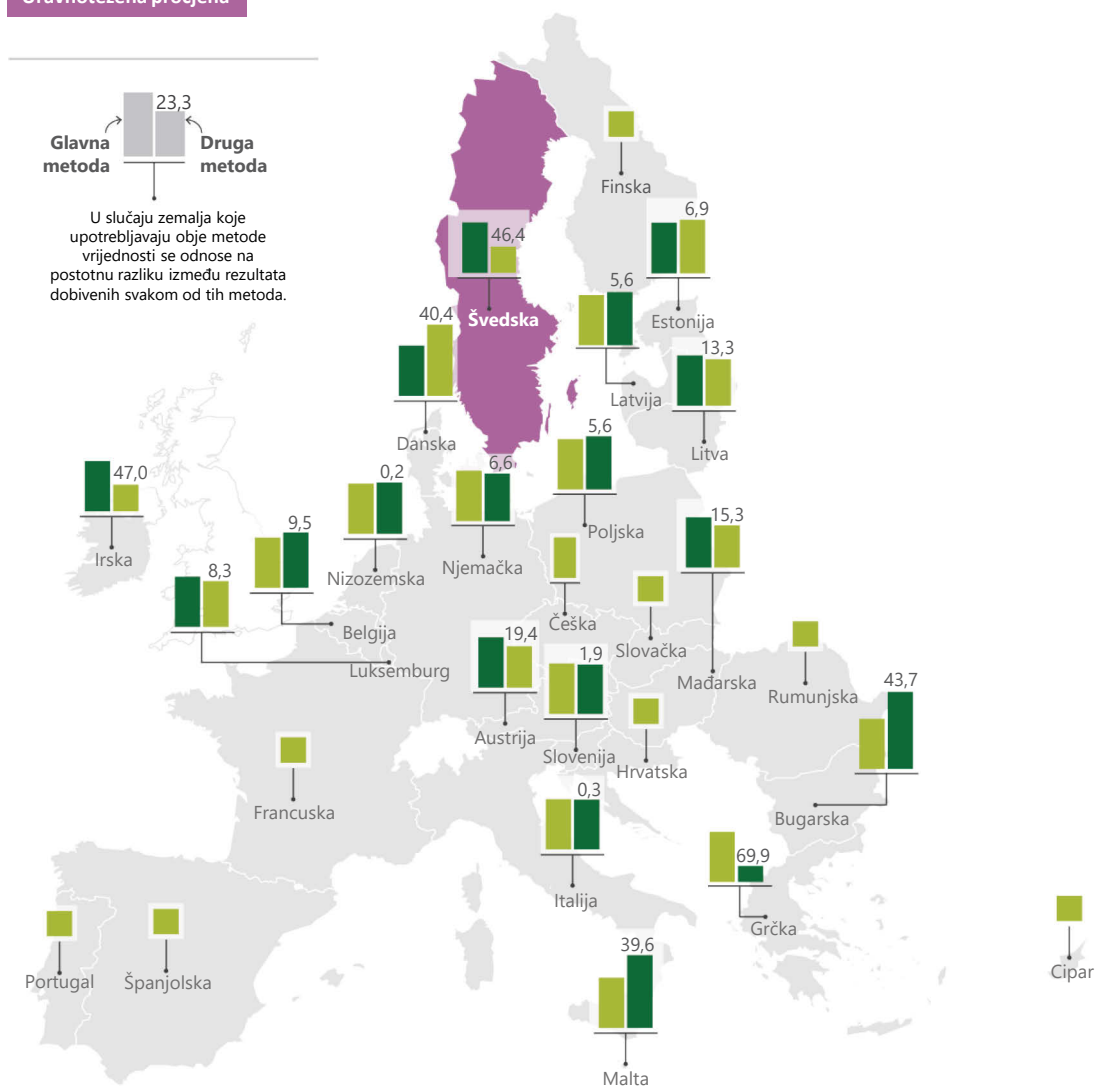 Uravnotežena procjena
23,3
Glavna metoda
Druga metoda
U slučaju zemalja koje
upotrebljavaju obje metode
vrijednosti se odnose na
postotnu razliku između rezultata
dobivenih svakom od tih metoda.
Finska
46,4
Švedska
6,9
Estonija
5,6
Latvija
40,4
Danska
13,3
Litva
47,0
Irska
8,3
Luksemburg
9,5
Belgija
0,2
Nizozemska
6,6
Njemačka
5,6
Poljska
Češka
Slovačka
15,3
Mađarska
Rumunjska
43,7
Bugarska
19,4
Austrija
1,9
Slovenija
Hrvatska
Francuska
0,3
Italija
69,9
Grčka
Portugal
Španjolska
39,6
Malta
Cipar